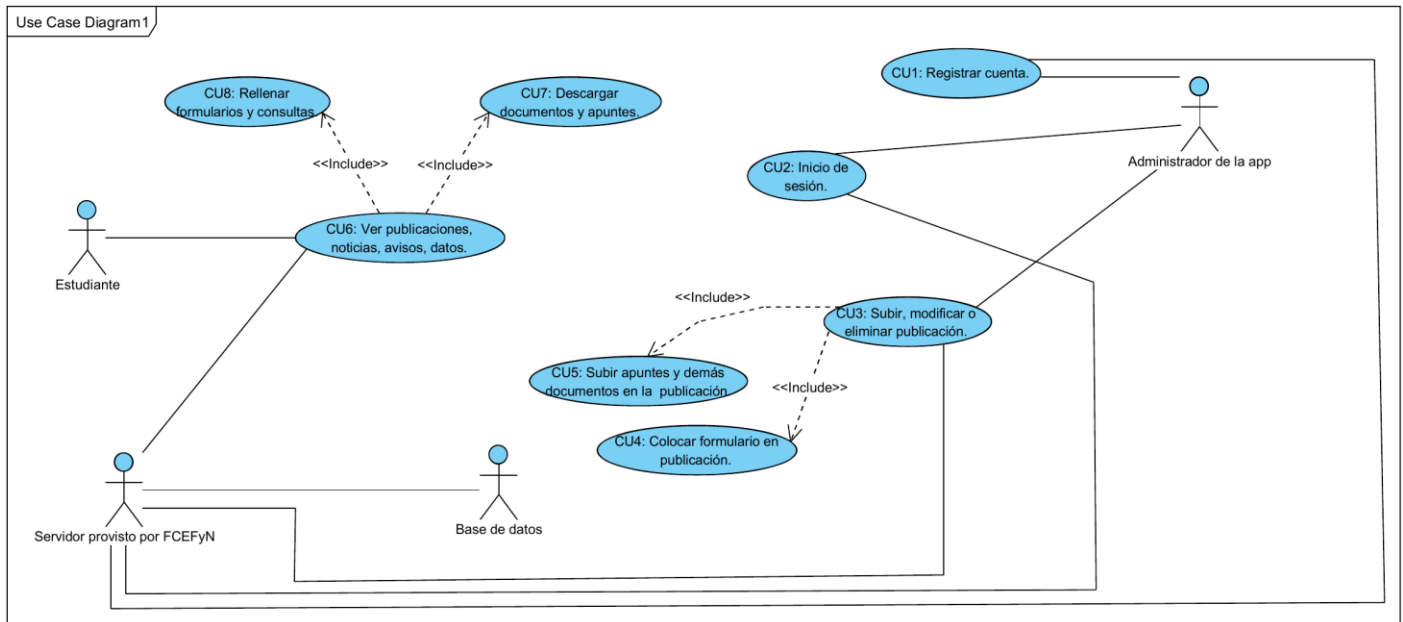 Use Case Diagram1
CU1: Registrar cuenta.
CU8: Rellenar
formularios y consultas
CU7: Descargar
documentos y apuntes.
<<Include>>
<<Include>>
Administrador de la app
CU2: Inicio de
sesión.
CU6: Ver publicaciones,
noticias, avisos, datos.
Estudiante
<<Include>>
CU3: Subir, modificar o
eliminar publicación.
CU5: Subir apuntes y demás
documentos en la publicación
<<Include>>
CU4: Colocar formulario en
publicación.
Servidor provisto por FCEFyN
Base de datos